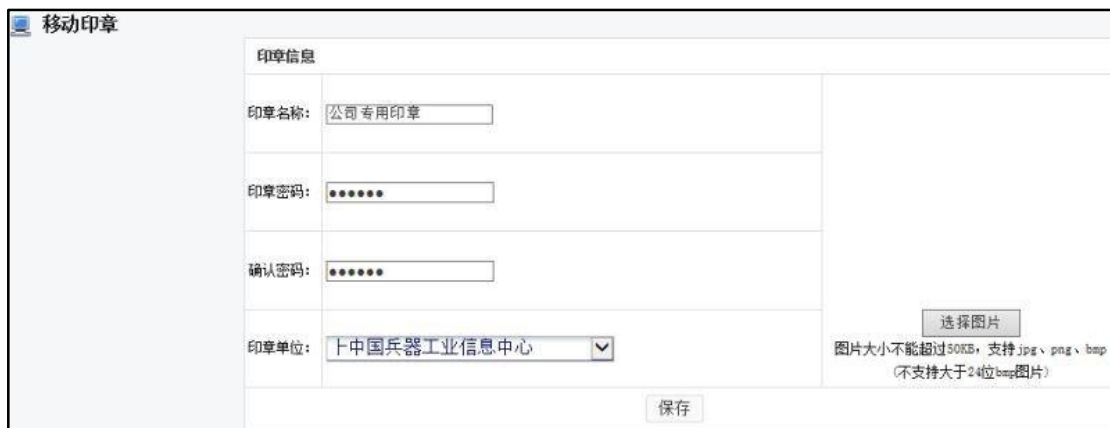 移动印章
印章信息
印章名称: 公司专用印章
印章密码: ●●●●●●
确认密码: ●●●●●●
印章单位: ├中国兵器工业信息中心
选择图片
图片大小不能超过50KB，支持jpg、png、bmp
(不支持大于24位bmp图片)
保存